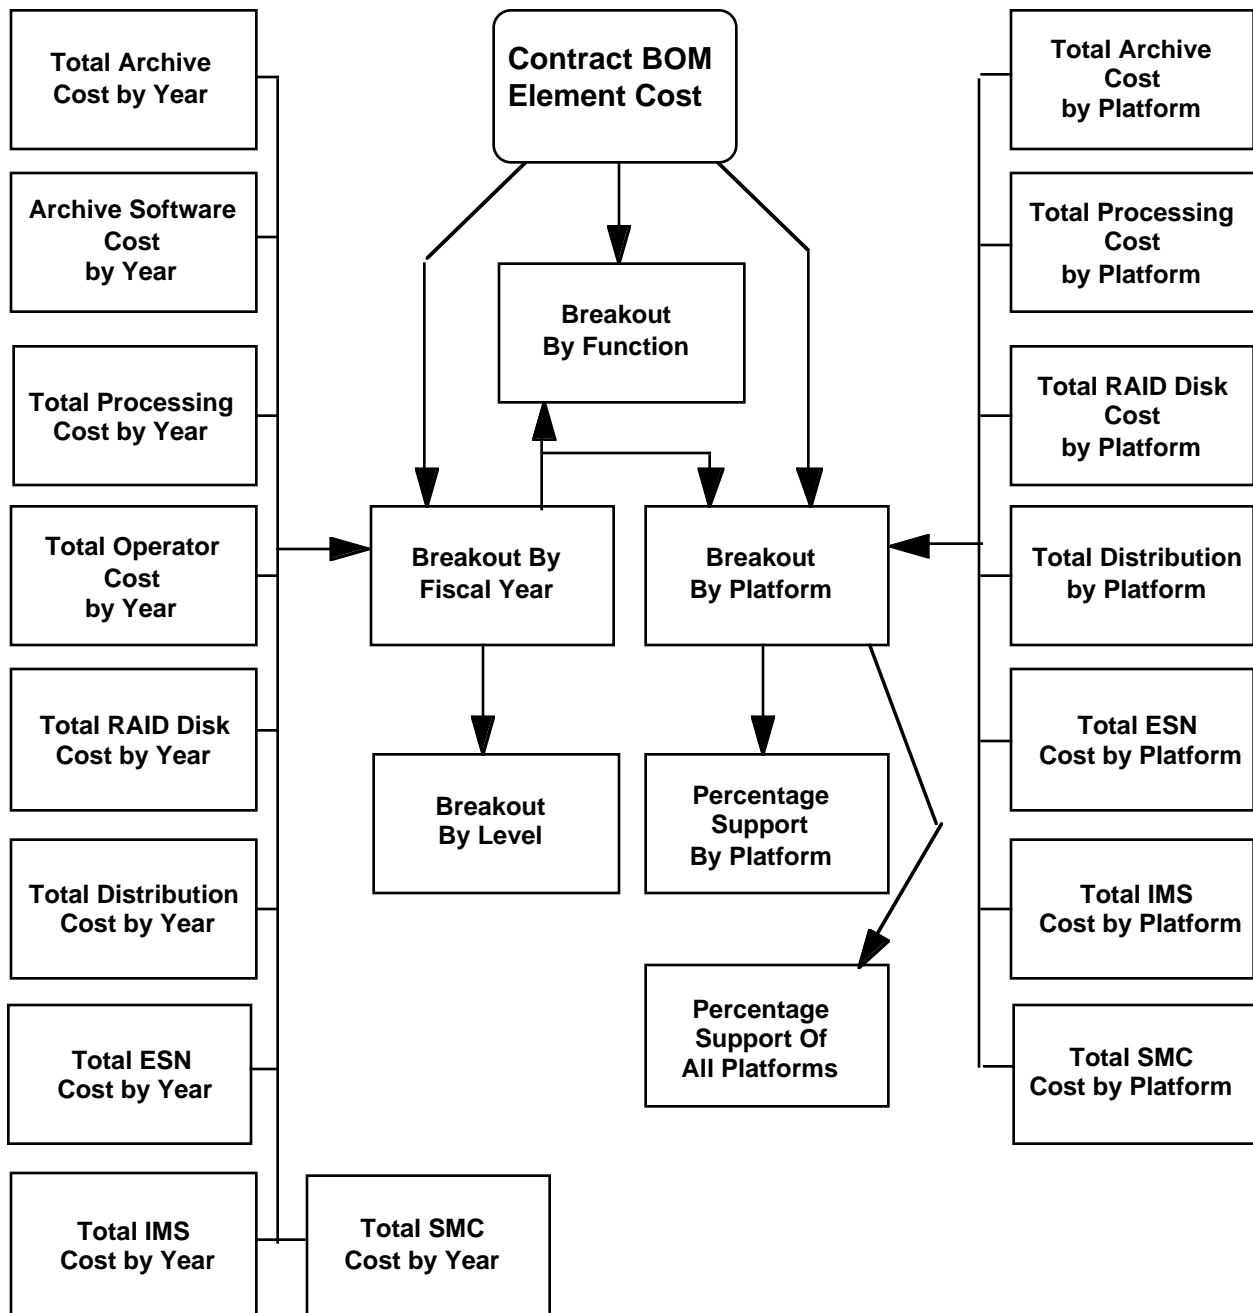 Total Archive
Cost by Year
Archive Software
Cost
by Year
Total Processing
Cost by Year
Total Operator
Cost
by Year
Total RAID Disk
Cost by Year
Total Distribution
Cost by Year
Total ESN
Cost by Year
Total IMS
Cost by Year
Total SMC
Cost by Year
Contract BOM
Element Cost
Breakout
By Function
Breakout By
Fiscal Year
Breakout
By Platform
Breakout
By Level
Percentage
Support
By Platform
Percentage
Support Of
All Platforms
Total Archive
Cost
by Platform
Total Processing
Cost
by Platform
Total RAID Disk
Cost
by Platform
Total Distribution
by Platform
Total ESN
Cost by Platform
Total IMS
Cost by Platform
Total SMC
Cost by Platform